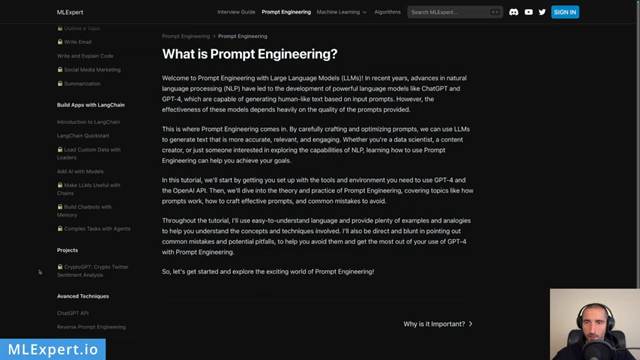 MLExpert
Interview Guide
Prompt Engineering
Machine Learning
Algorithms
Search MLExpert...
SIGN IN
Outline a Topic
Write Email
Write and Explain Code
Social Media Marketing
Summarization
Build Apps with LangChain
Introduction to LangChain
LangChain Quickstart
Load Custom Data with
Loaders
Add AI with Models
Make LLMs Useful with
Chains
Build Chatbots with
Memory
Complex Tasks with Agents
Projects
CryptoGPT: Crypto Twitter
Sentiment Analysis
Avanced Techniques
ChatGPT API
Reverse Prompt Engineering
Prompt Engineering > Prompt Engineering
What is Prompt Engineering?
Welcome to Prompt Engineering with Large Language Models (LLMs)! In recent years, advances in natural
language processing (NLP) have led to the development of powerful language models like ChatGPT and
GPT-4, which are capable of generating human-like text based on input prompts. However, the
effectiveness of these models depends heavily on the quality of the prompts provided.
This is where Prompt Engineering comes in. By carefully crafting and optimizing prompts, we can use LLMs
to generate text that is more accurate, relevant, and engaging. Whether you're a data scientist, a content
creator, or just someone interested in exploring the capabilities of NLP, learning how to use Prompt
Engineering can help you achieve your goals.
In this tutorial, we'll start by getting you set up with the tools and environment you need to use GPT-4 and
the OpenAI API. Then, we'll dive into the theory and practice of Prompt Engineering, covering topics like how
prompts work, how to craft effective prompts, and common mistakes to avoid.
Throughout the tutorial, I'll use easy-to-understand language and provide plenty of examples and analogies
to help you understand the concepts and techniques involved. I'll also be direct and blunt in pointing out
common mistakes and potential pitfalls, to help you avoid them and get the most out of your use of GPT-4
with Prompt Engineering.
So, let's get started and explore the exciting world of Prompt Engineering!
Why is it Important? >
MLExpert.io